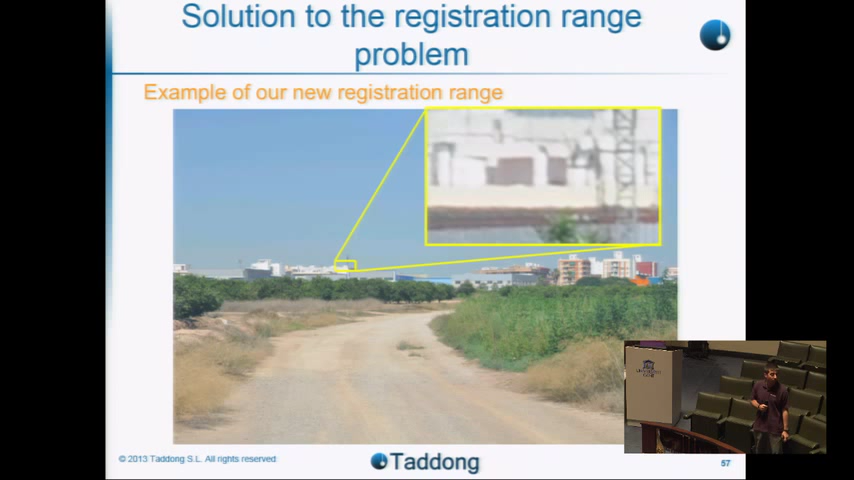 Solution to the registration range
problem
Example of our new registration range
© 2013 Taddong S.L. All rights reserved
Taddong
57